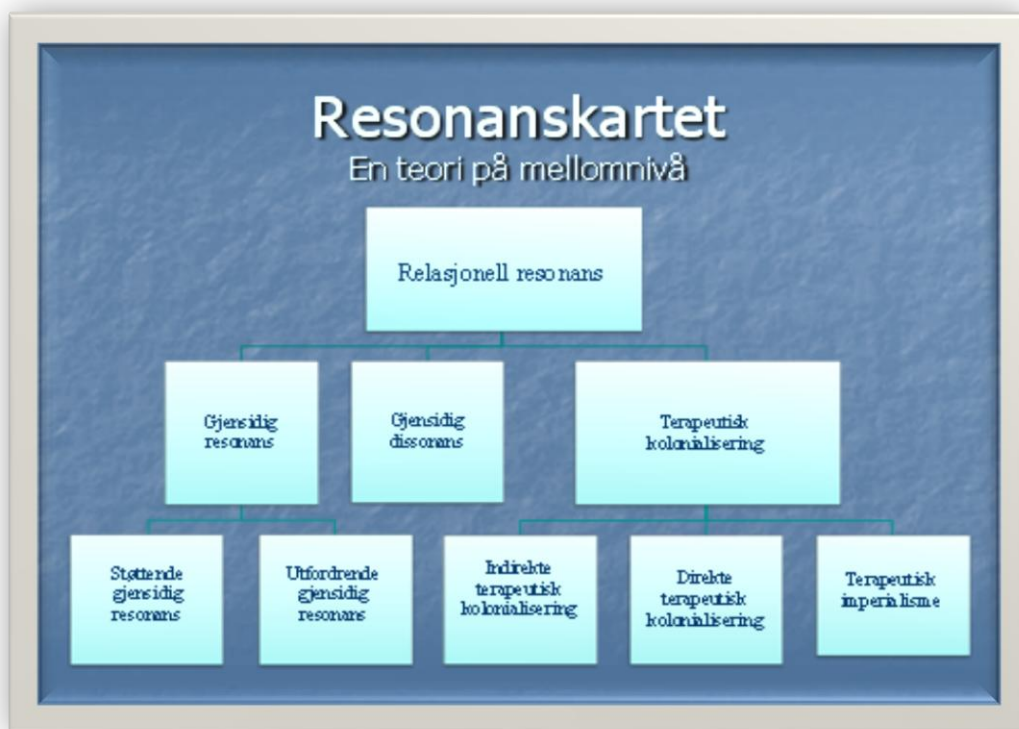 Resonanskartet
En teori på mellomnivå
Relasjonell resonans
Gjensidig
resonans
Gjensidig
dissonans
Terapeutisk
kolonialisering
Støttende
gjensidig
resonans
Utfordrende
gjensidig
resonans
Indirekte
terapeutisk
kolonialisering
Direkte
terapeutisk
kolonialisering
Terapeutisk
imperialisme